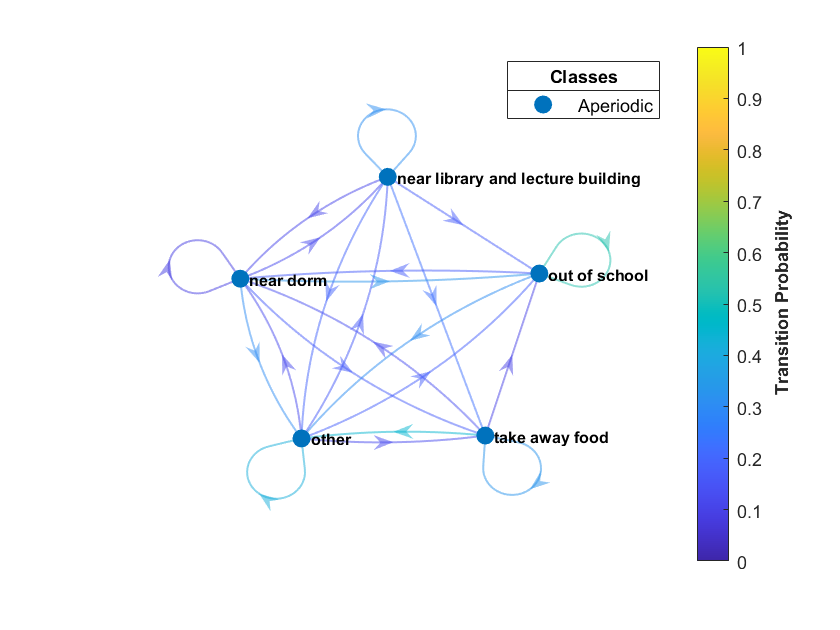 Classes
Aperiodic
near library and lecture building
near dorm
out of school
other
take away food
1
0.9
0.8
0.7
0.6
0.5
0.4
0.3
0.2
0.1
0
Transition Probability